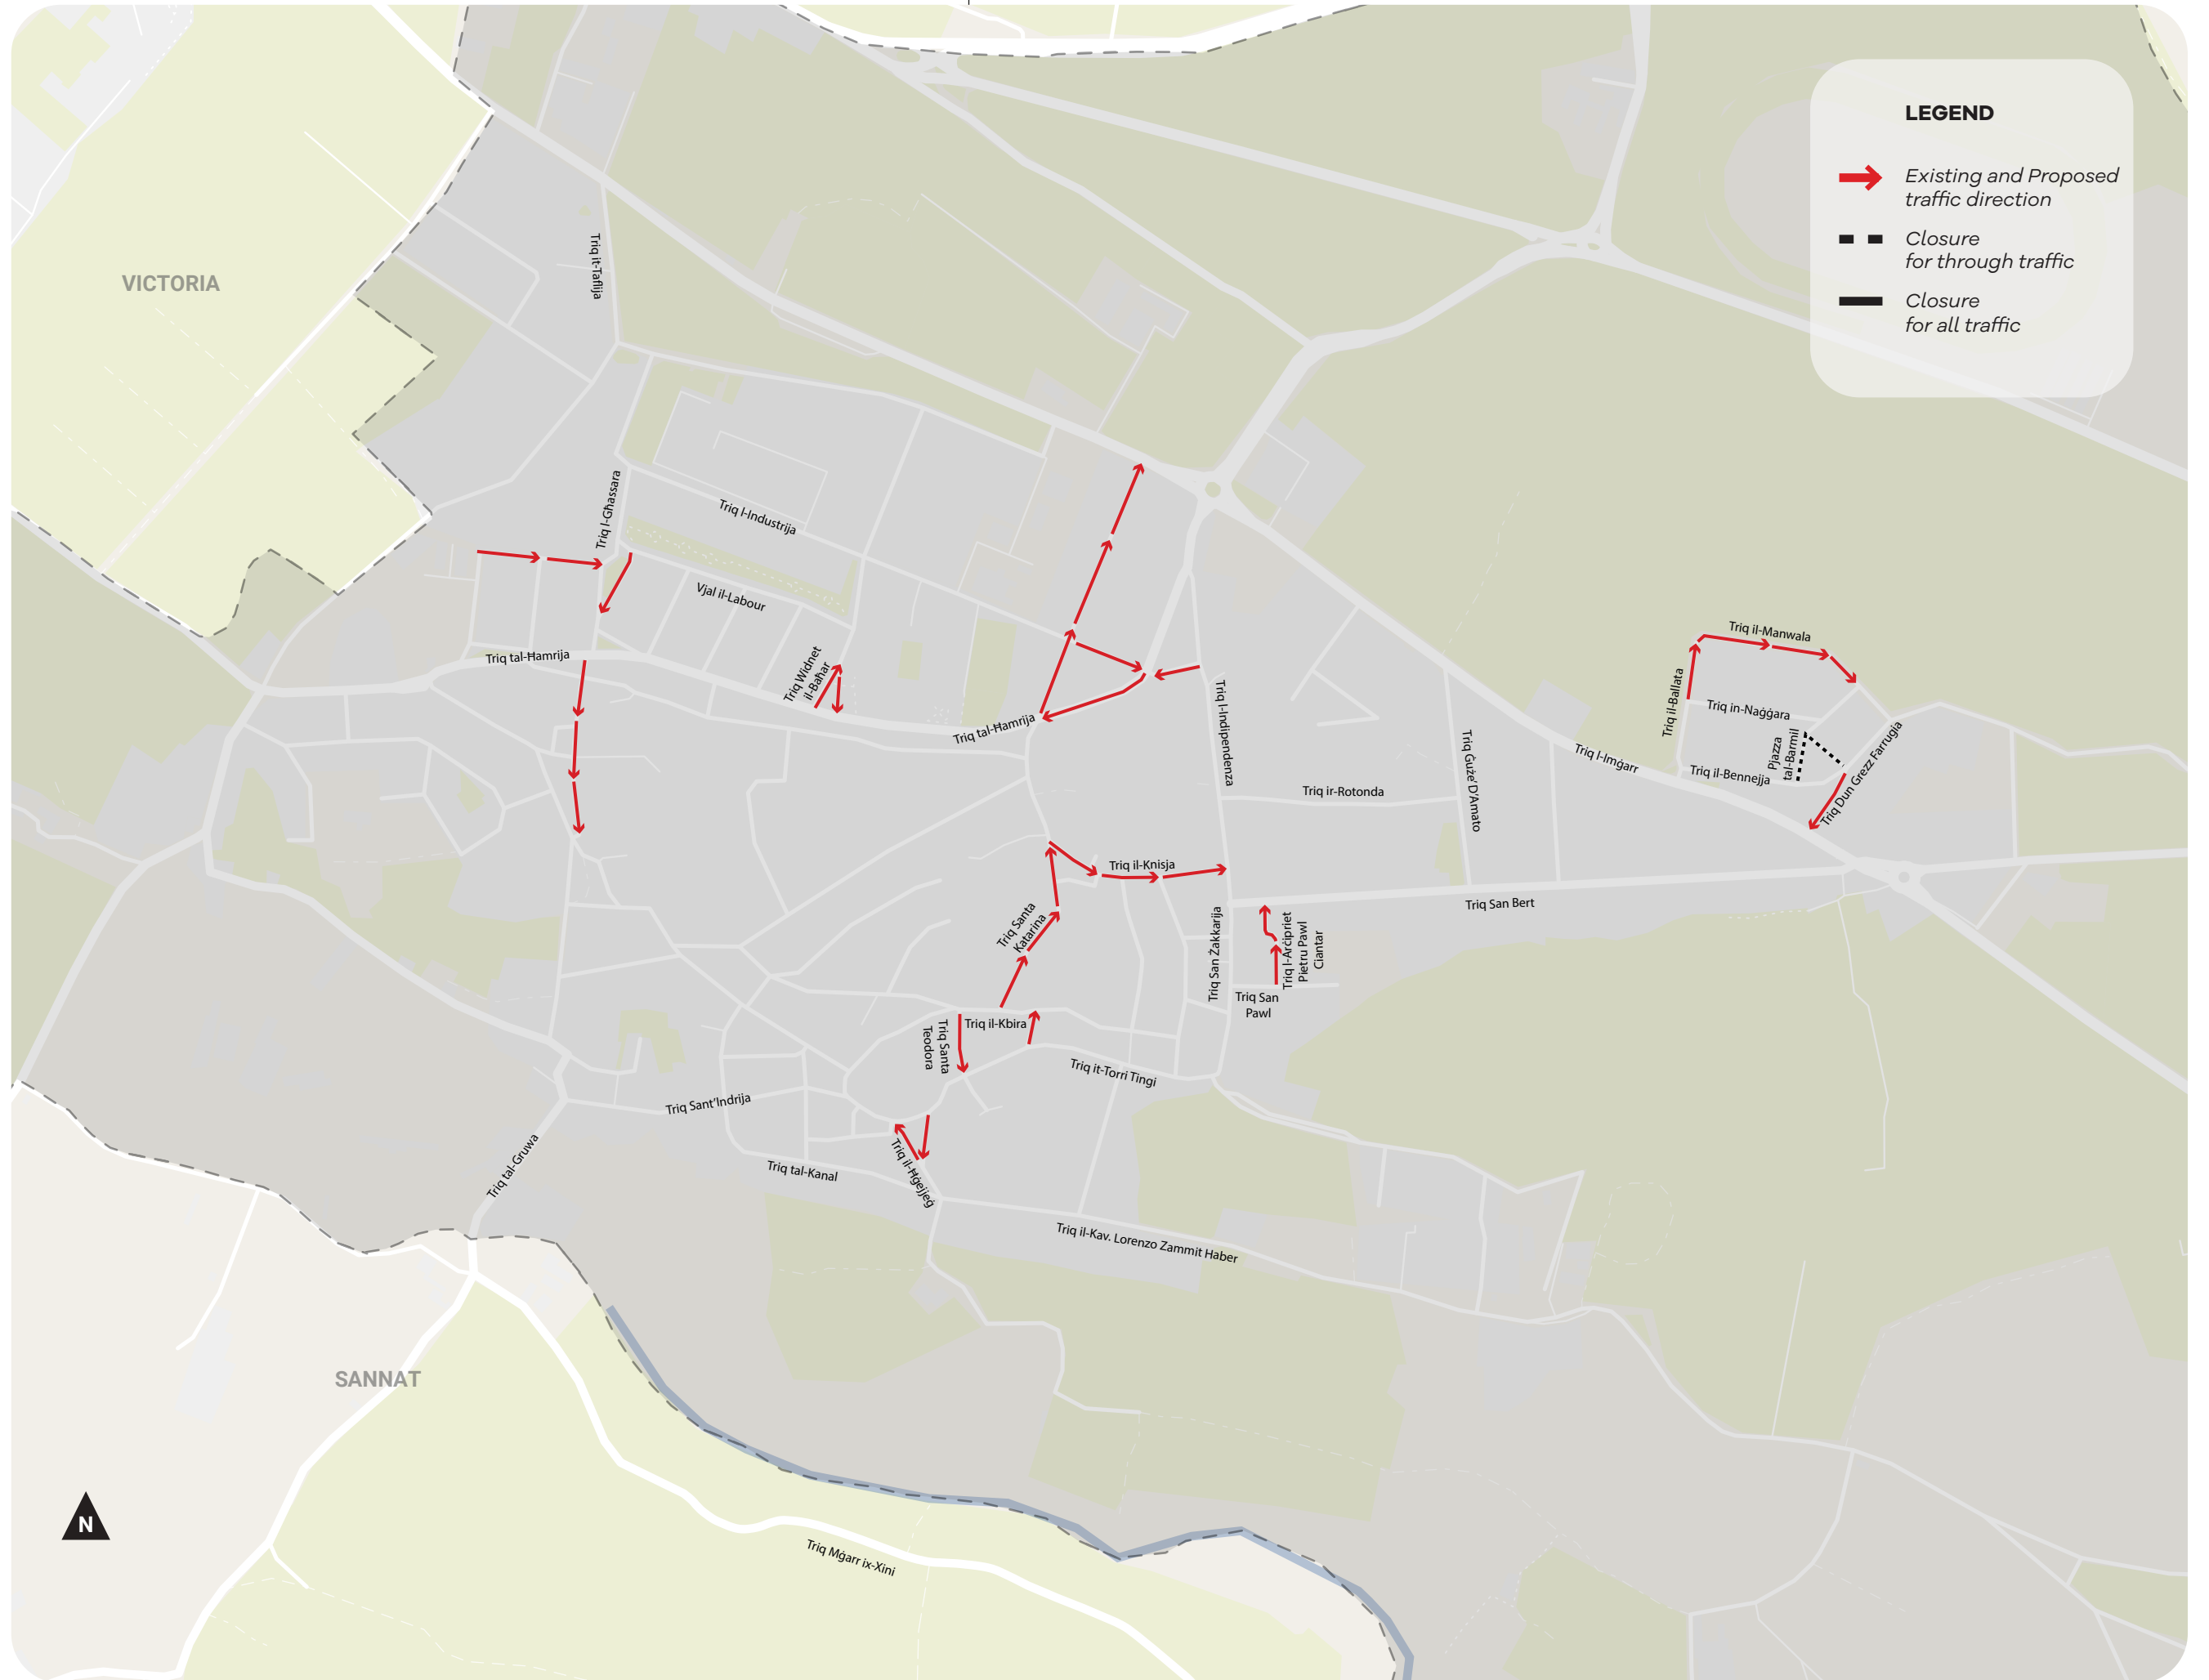 LEGEND
Existing and Proposed
traffic direction
Closure
for through traffic
Closure
for all traffic
VICTORIA
Triq it-Taflija
Triq l-Għassara
Triq l-Industrija
Vjal il-Labour
Triq tal-Ħamrija
Triq Widnet
il-Baħar
Triq tal-Ħamrija
Triq l-Indipendenza
Triq Ġużè D'Amato
Triq ir-Rotonda
Triq l-Imġarr
Triq il-Manwala
Triq il-Ballata
Triq in-Naġġara
Pjazza
tal-Barmil
Triq il-Bennejja
Triq Dun Grezz Farrugia
Triq il-Knisja
Triq San Bert
Triq Santa
Katarina
Triq San Żakkarija
Triq l-Arċipriet
Pietru Pawl
Ciantar
Triq San
Pawl
Triq il-Kbira
Triq Santa
Teodora
Triq it-Torri Tingi
Triq Sant'Indrija
Triq tal-Gruwa
Triq tal-Kanal
Triq il-Ħġejjeġ
Triq il-Kav. Lorenzo Zammit Haber
SANNAT
N
Triq Mġarr ix-Xini